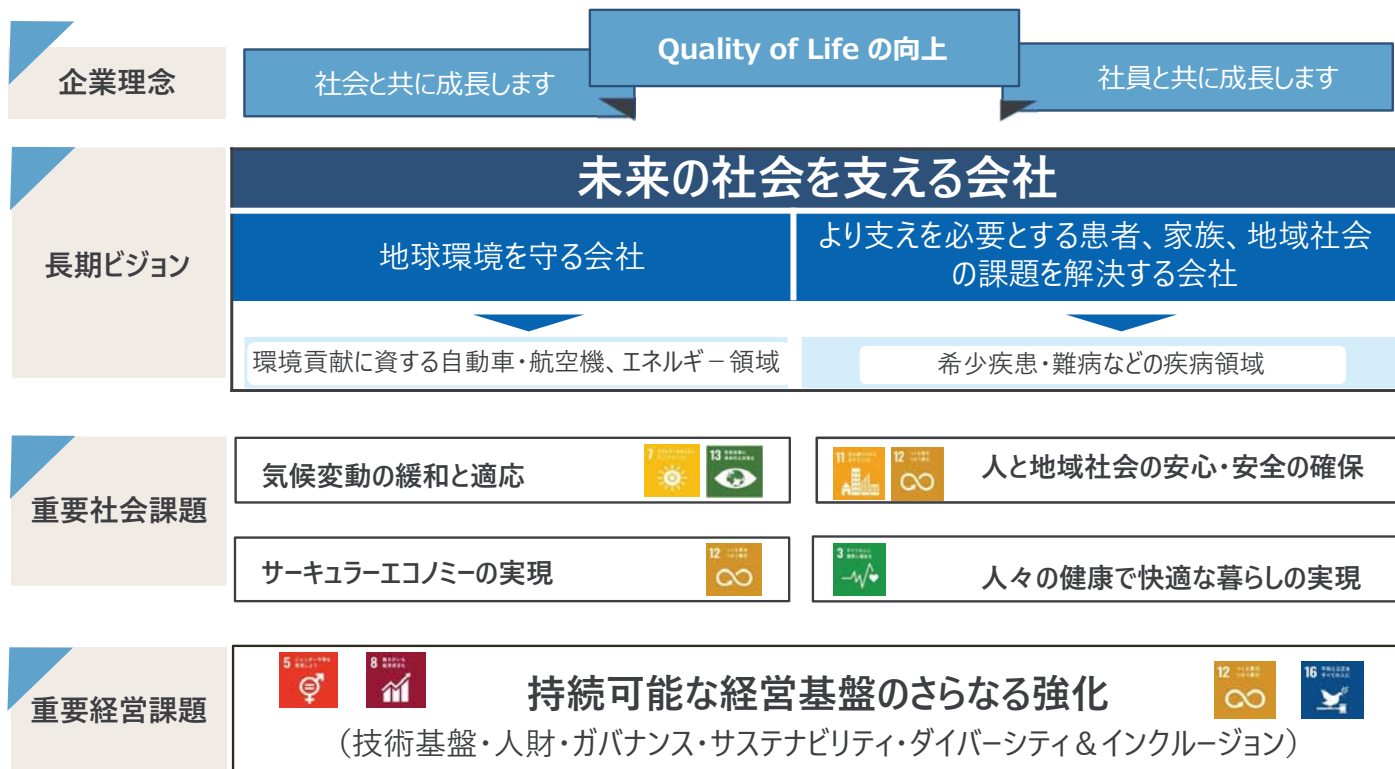 企業理念
社会と共に成長します
Quality of Life の向上
社員と共に成長します
長期ビジョン
未来の社会を支える会社
地球環境を守る会社
より支えを必要とする患者、家族、地域社会
の課題を解決する会社
環境貢献に資する自動車・航空機、エネルギ－領域
希少疾患・難病などの疾病領域
重要社会課題
気候変動の緩和と適応
7
13
11
12
人と地域社会の安心・安全の確保
サーキュラーエコノミーの実現
12
3
人々の健康で快適な暮らしの実現
重要経営課題
5
8
持続可能な経営基盤のさらなる強化
12
16
（技術基盤・人財・ガバナンス・サステナビリティ・ダイバーシティ＆インクルージョン）